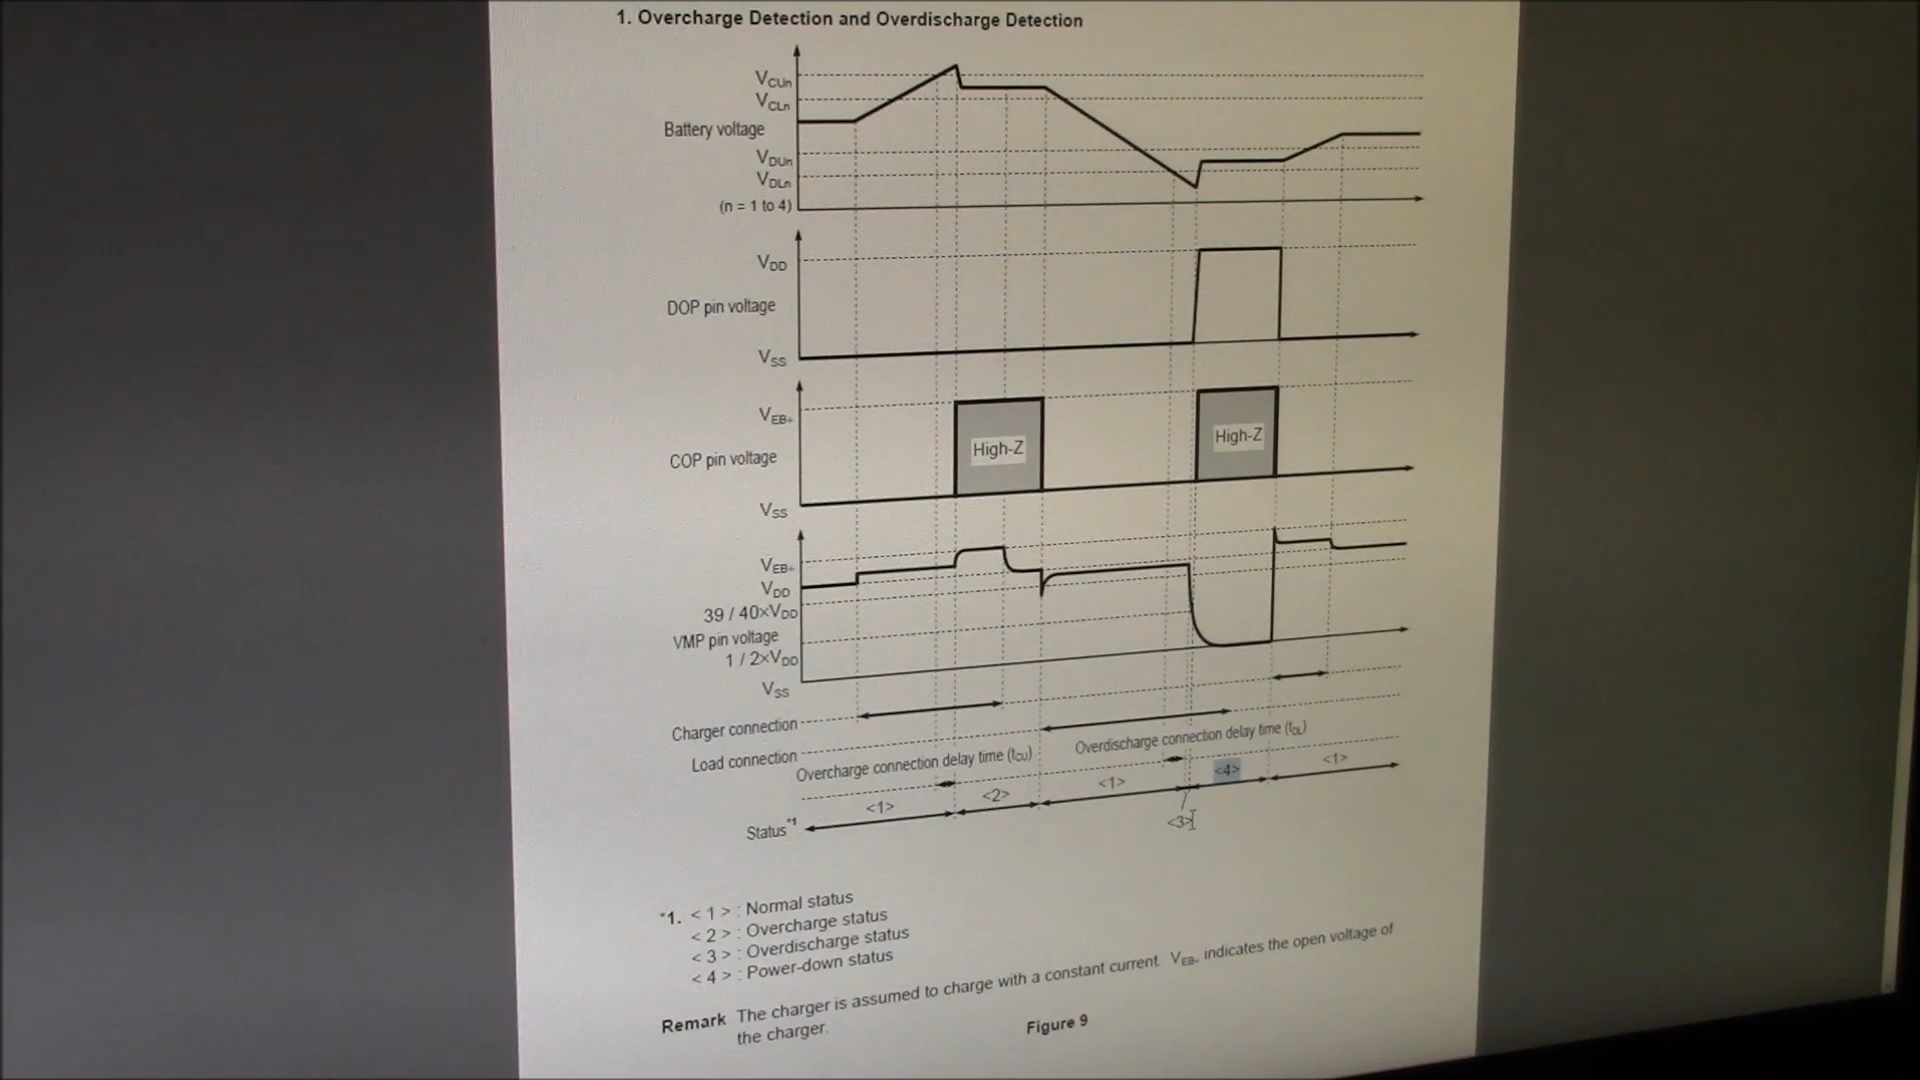 1. Overcharge Detection and Overdischarge Detection
VCUn
VCLn
Battery voltage
VDUn
VDLn
(n = 1 to 4)
VDD
DOP pin voltage
VSS
VEB+
COP pin voltage
High-Z
High-Z
VSS
VEB+
VDD
39 / 40×VDD
VMP pin voltage
1 / 2×VDD
VSS
Charger connection
Load connection
Overcharge connection delay time (tCU)
Overdischarge connection delay time (tDL)
Status*1
<1>
<2>
<1>
<3>
<4>
<1>
*1. < 1 > : Normal status
< 2 > : Overcharge status
< 3 > : Overdischarge status
< 4 > : Power-down status
Remark The charger is assumed to charge with a constant current. VEB+ indicates the open voltage of
the charger.
Figure 9